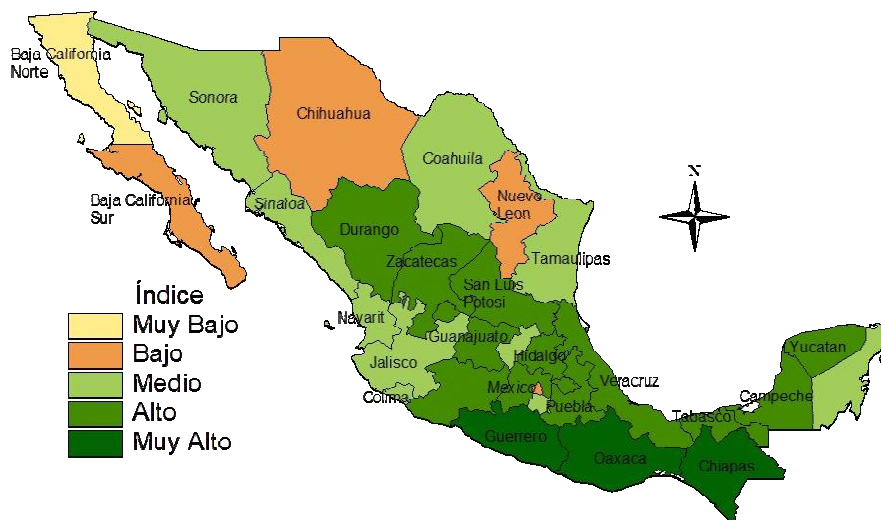 N
Baja California
Norte
Sonora
Chihuahua
Coahuila
Nuevo
Leon
Baja California
Sur
Sinaloa
Durango
Tamaulipas
Zacatecas
San Luis
Potosi
Índice
Muy Bajo
Bajo
Medio
Alto
Muy Alto
Nayarit
Guanajuato
Hidalgo
Yucatan
Jalisco
Colima
Mexico
Puebla
Veracruz
Campeche
Tabasco
Guerrero
Oaxaca
Chiapas